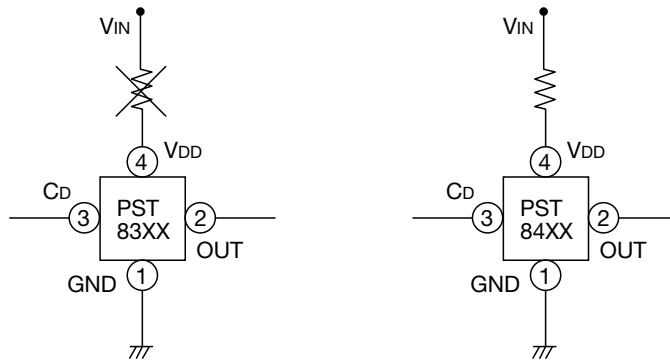 VIN
VDD
4
CD
3
PST
83XX
2
OUT
GND
1
VIN
VDD
4
CD
3
PST
84XX
2
OUT
GND
1